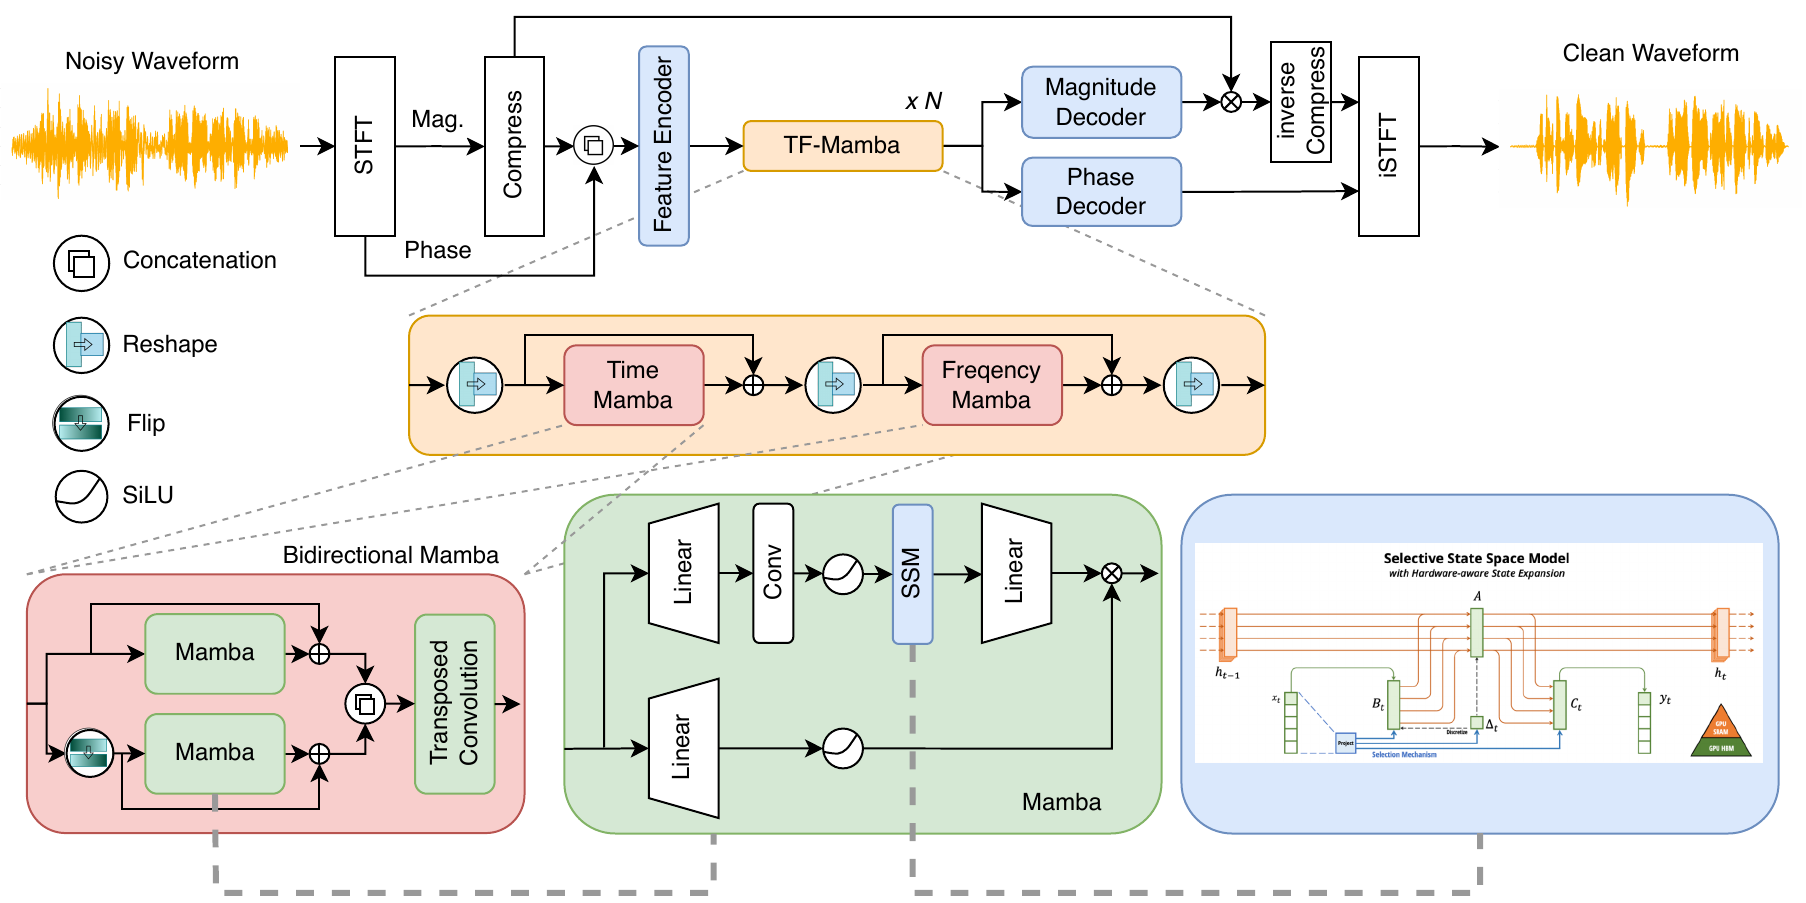 Noisy Waveform
STFT
Mag.
Phase
Compress
Feature Encoder
x N
TF-Mamba
Magnitude
Decoder
Phase
Decoder
inverse
Compress
iSTFT
Clean Waveform
Concatenation
Reshape
Flip
SiLU
Time
Mamba
Freqency
Mamba
Bidirectional Mamba
Mamba
Mamba
Transposed
Convolution
Linear
Conv
SSM
Linear
Linear
Mamba
Selective State Space Model
with Hardware-aware State Expansion
A
h_{t-1}
h_t
x_t
B_t
C_t
y_t
Δ_t
Discretize
Project
Selection Mechanism
GPU
SRAM
GPU HBM